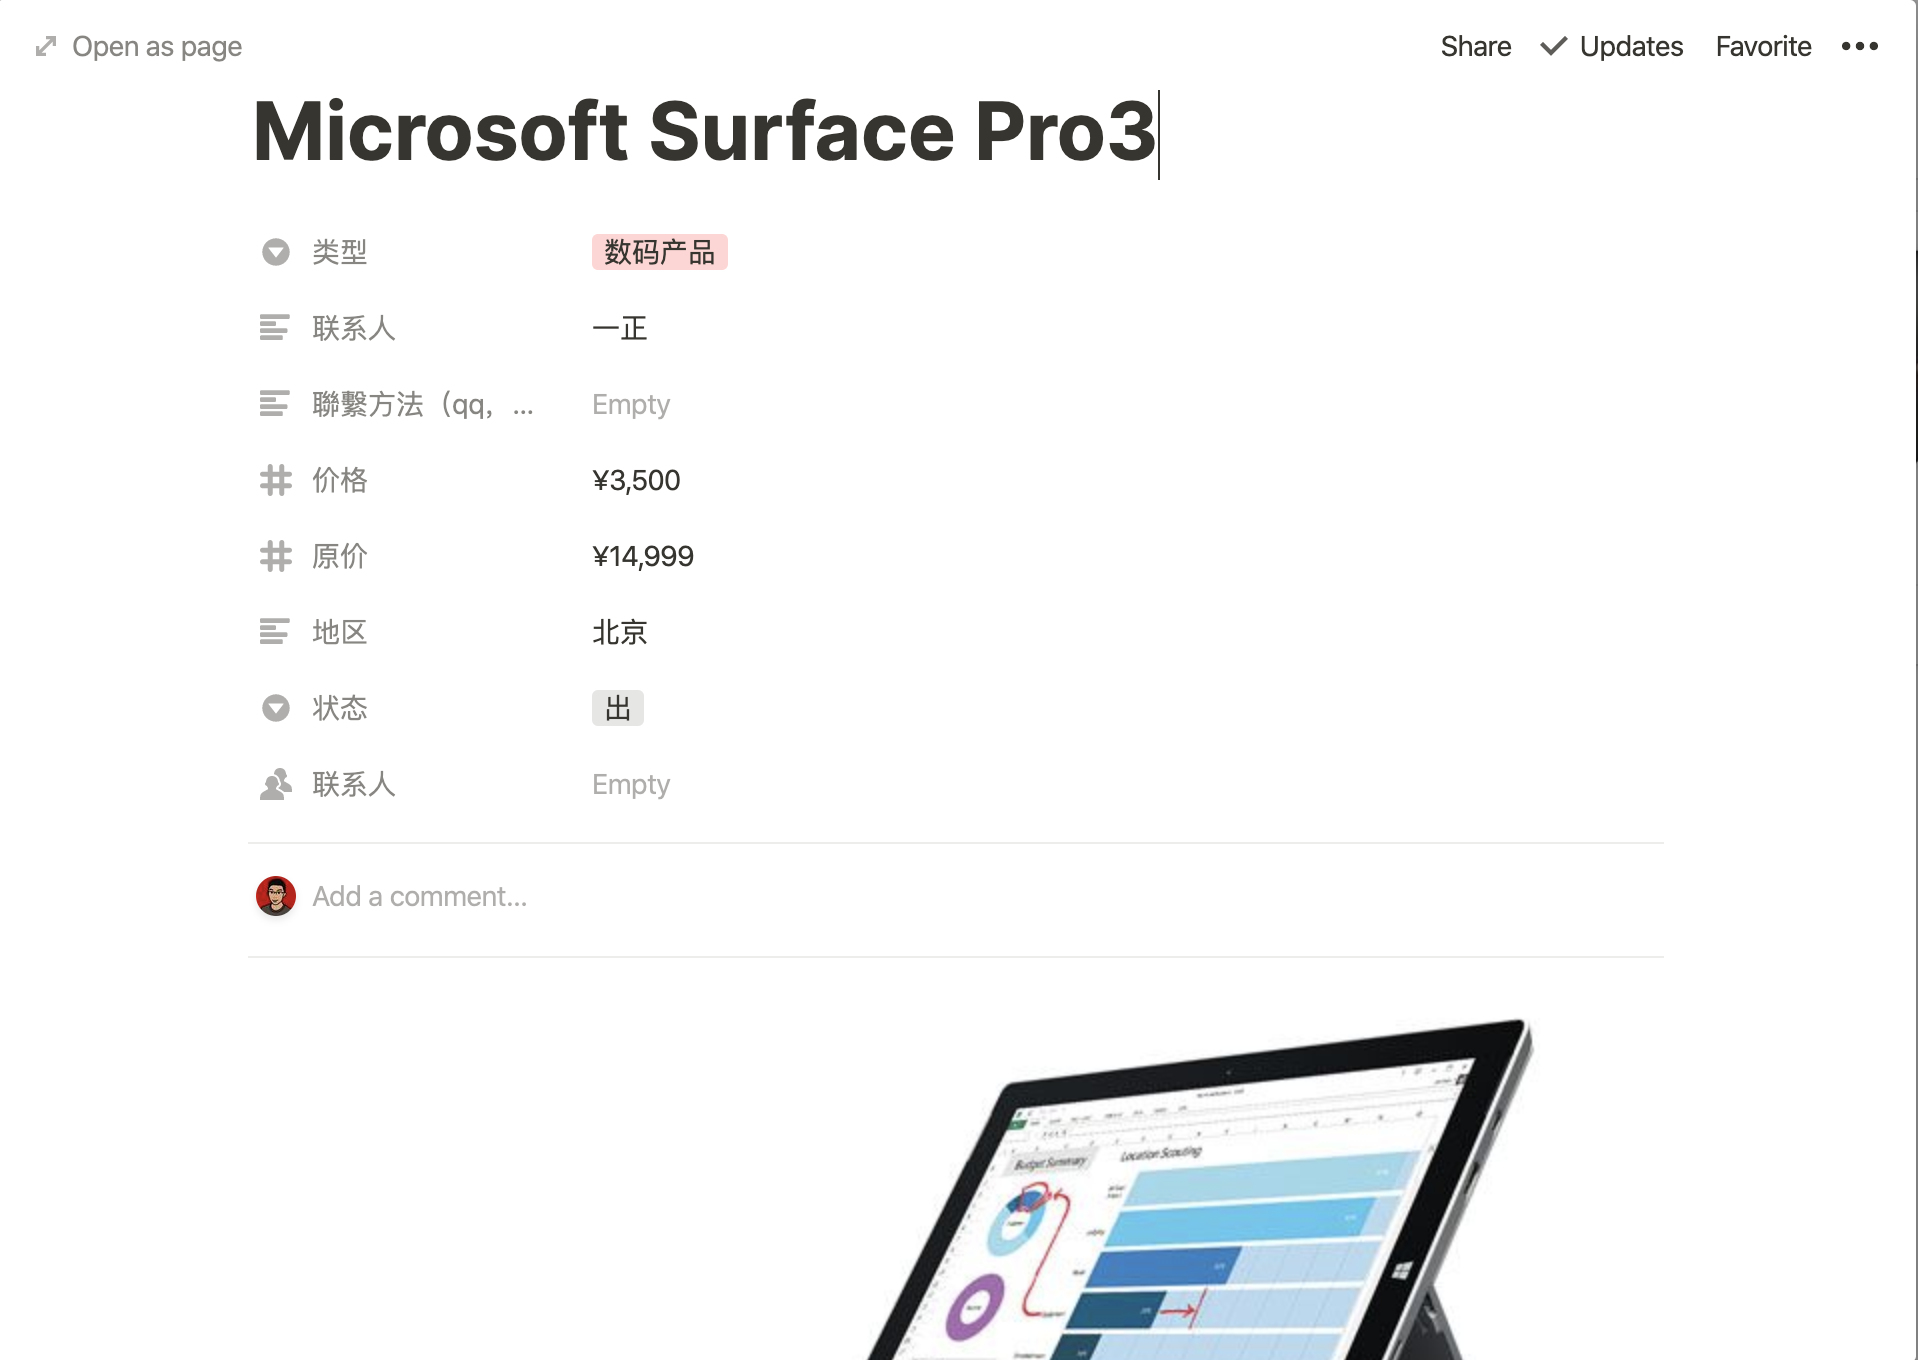 Open as page
Share
Updates
Favorite
Microsoft Surface Pro3
类型 数码产品
联系人 一正
聯繫方法（qq，... Empty
价格 ¥3,500
原价 ¥14,999
地区 北京
状态 出
联系人 Empty
Add a comment...
Budget Summary
Location Scouting